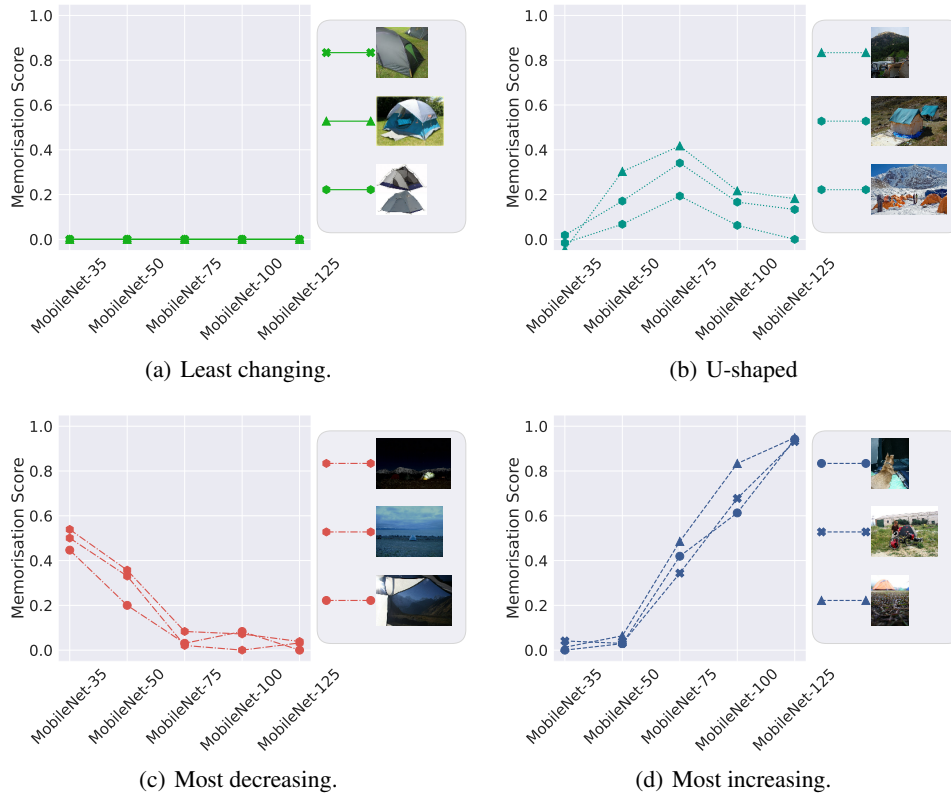 1.0
0.8
0.6
0.4
0.2
0.0
Memorisation Score
MobileNet-35
MobileNet-50
MobileNet-75
MobileNet-100
MobileNet-125
(a) Least changing.
1.0
0.8
0.6
0.4
0.2
0.0
Memorisation Score
MobileNet-35
MobileNet-50
MobileNet-75
MobileNet-100
MobileNet-125
(b) U-shaped
1.0
0.8
0.6
0.4
0.2
0.0
Memorisation Score
MobileNet-35
MobileNet-50
MobileNet-75
MobileNet-100
MobileNet-125
(c) Most decreasing.
1.0
0.8
0.6
0.4
0.2
0.0
Memorisation Score
MobileNet-35
MobileNet-50
MobileNet-75
MobileNet-100
MobileNet-125
(d) Most increasing.